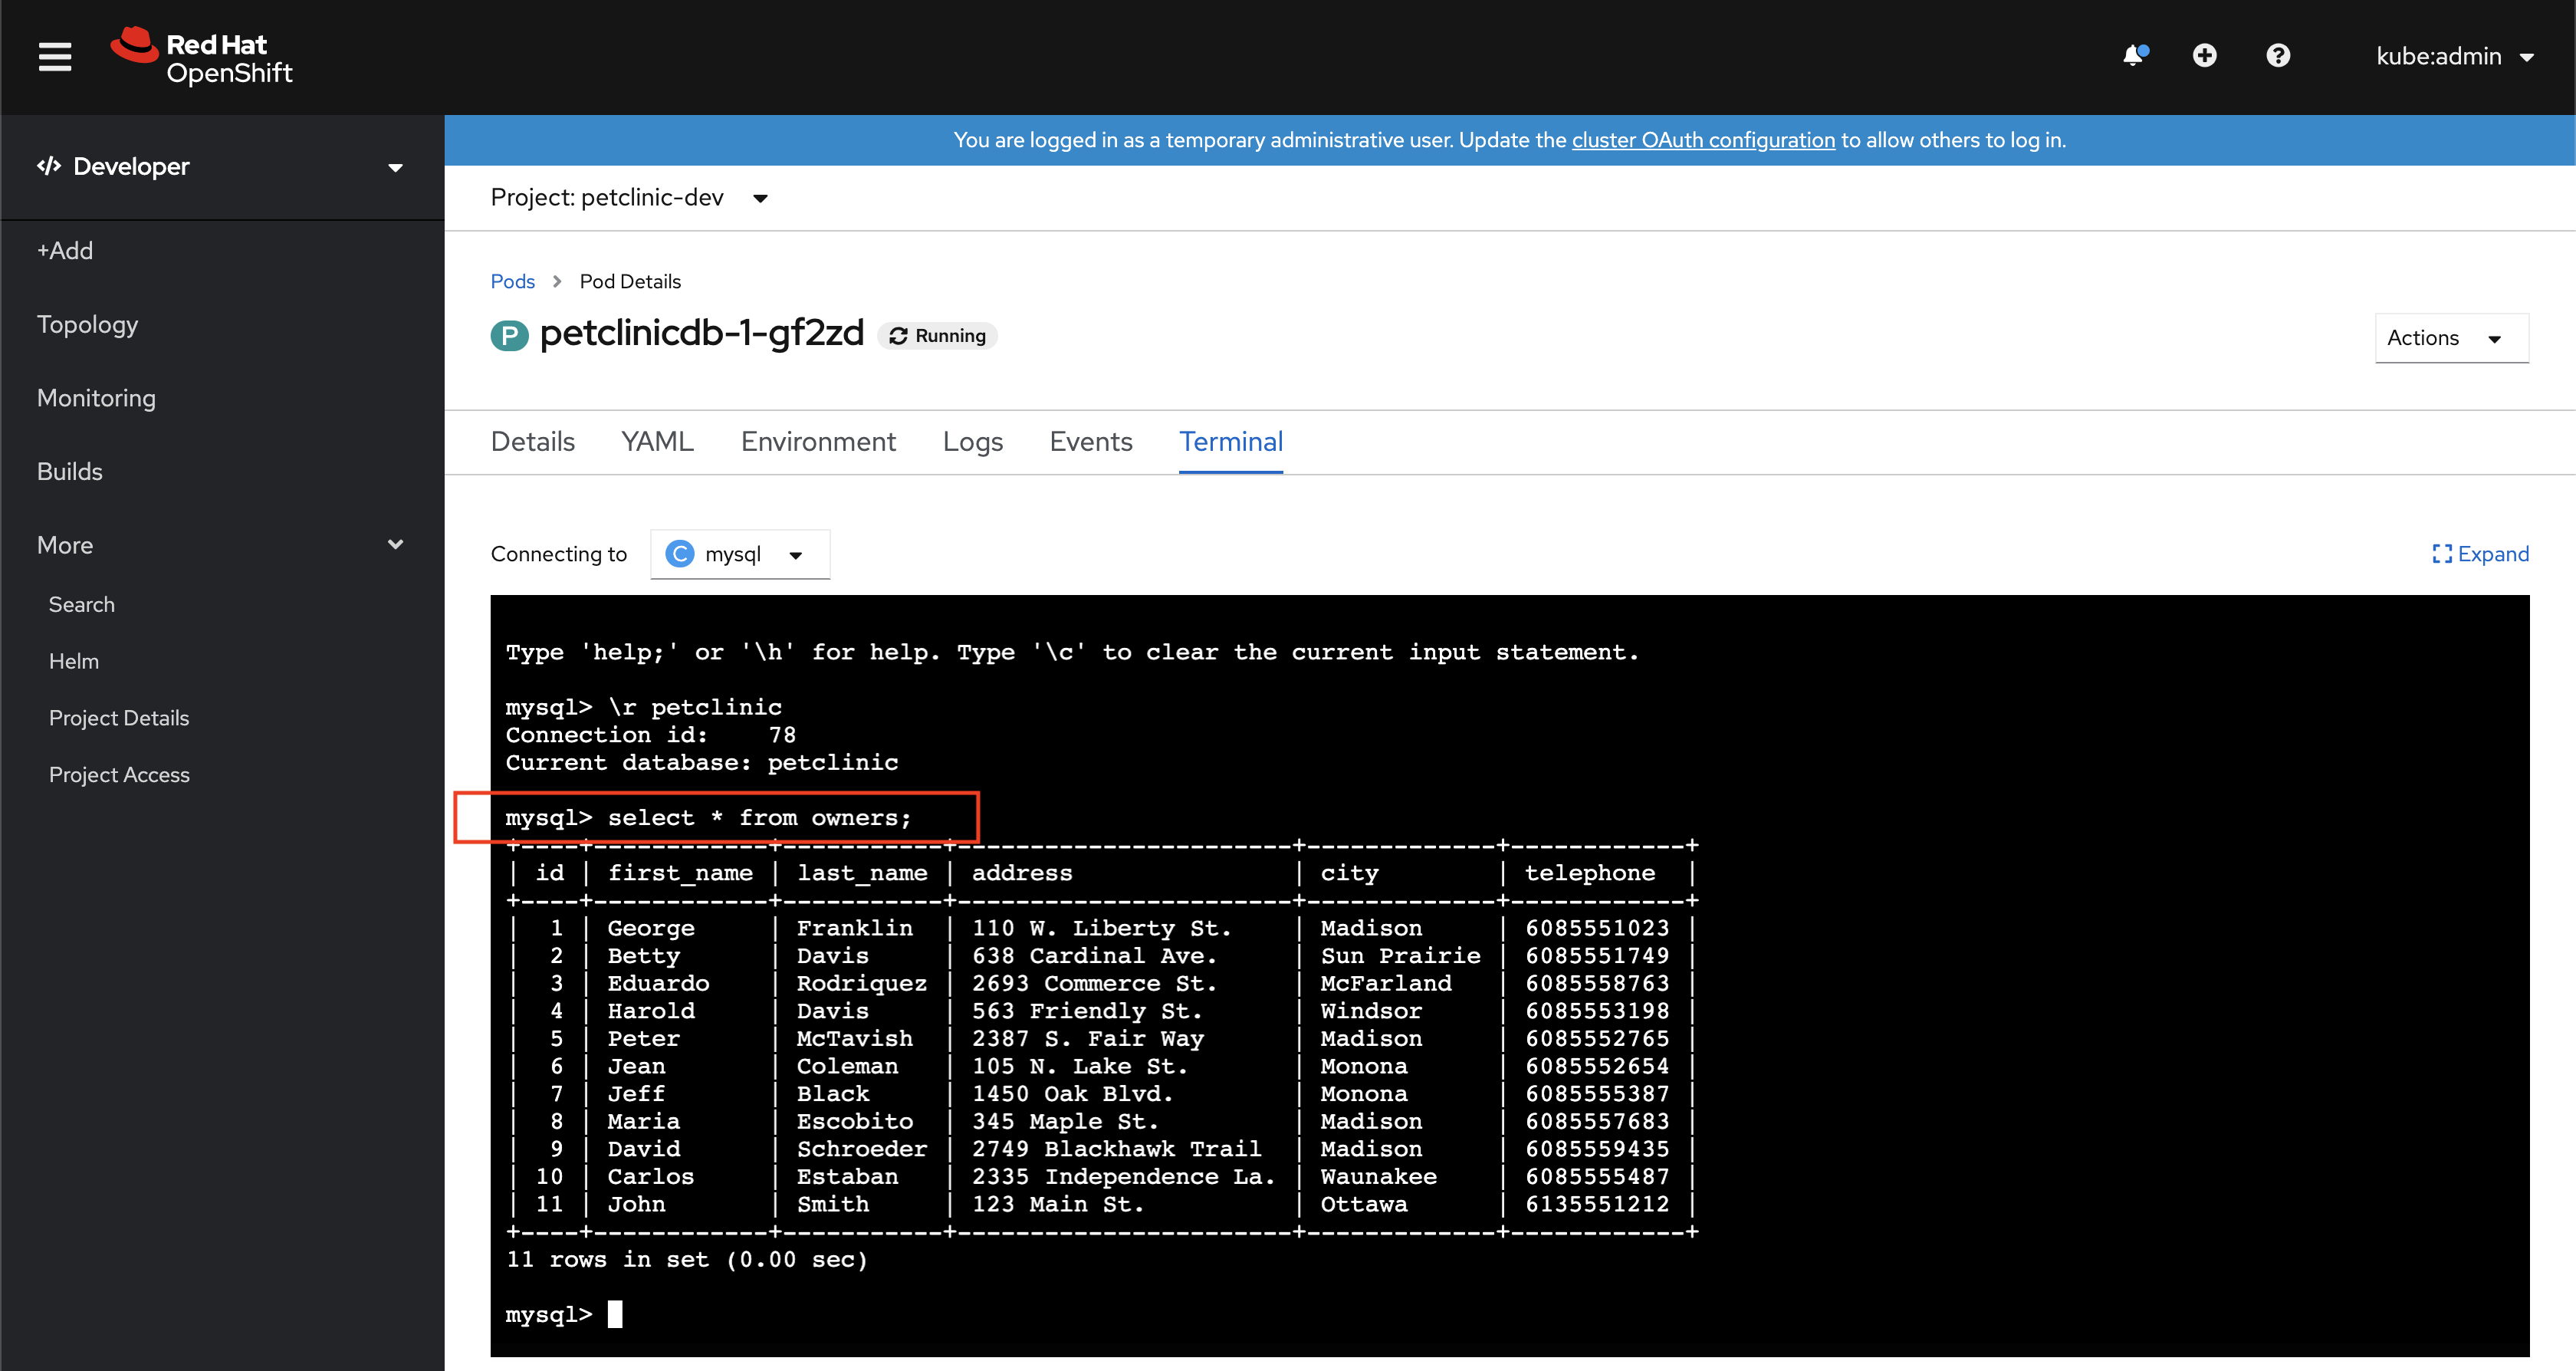 Red Hat
OpenShift
kube:admin
Developer
You are logged in as a temporary administrative user. Update the cluster OAuth configuration to allow others to log in.
Project: petclinic-dev
+Add
Topology
Monitoring
Builds
More
Search
Helm
Project Details
Project Access
Pods > Pod Details
P petclinicdb-1-gf2zd Running
Actions
Details YAML Environment Logs Events Terminal
Connecting to C mysql
Expand
Type 'help;' or '\h' for help. Type '\c' to clear the current input statement.
mysql> \r petclinic
Connection id:    78
Current database: petclinic
mysql> select * from owners;
+----+------------+-----------+-----------------------+-------------+------------+
| id | first_name | last_name | address               | city        | telephone  |
+----+------------+-----------+-----------------------+-------------+------------+
|  1 | George     | Franklin  | 110 W. Liberty St.    | Madison     | 6085551023 |
|  2 | Betty      | Davis     | 638 Cardinal Ave.     | Sun Prairie | 6085551749 |
|  3 | Eduardo    | Rodriquez | 2693 Commerce St.     | McFarland   | 6085558763 |
|  4 | Harold     | Davis     | 563 Friendly St.      | Windsor     | 6085553198 |
|  5 | Peter      | McTavish  | 2387 S. Fair Way      | Madison     | 6085552765 |
|  6 | Jean       | Coleman   | 105 N. Lake St.       | Monona      | 6085552654 |
|  7 | Jeff       | Black     | 1450 Oak Blvd.        | Monona      | 6085555387 |
|  8 | Maria      | Escobito  | 345 Maple St.         | Madison     | 6085557683 |
|  9 | David      | Schroeder | 2749 Blackhawk Trail  | Madison     | 6085559435 |
| 10 | Carlos     | Estaban   | 2335 Independence La. | Waunakee    | 6085555487 |
| 11 | John       | Smith     | 123 Main St.          | Ottawa      | 6135551212 |
+----+------------+-----------+-----------------------+-------------+------------+
11 rows in set (0.00 sec)
mysql>